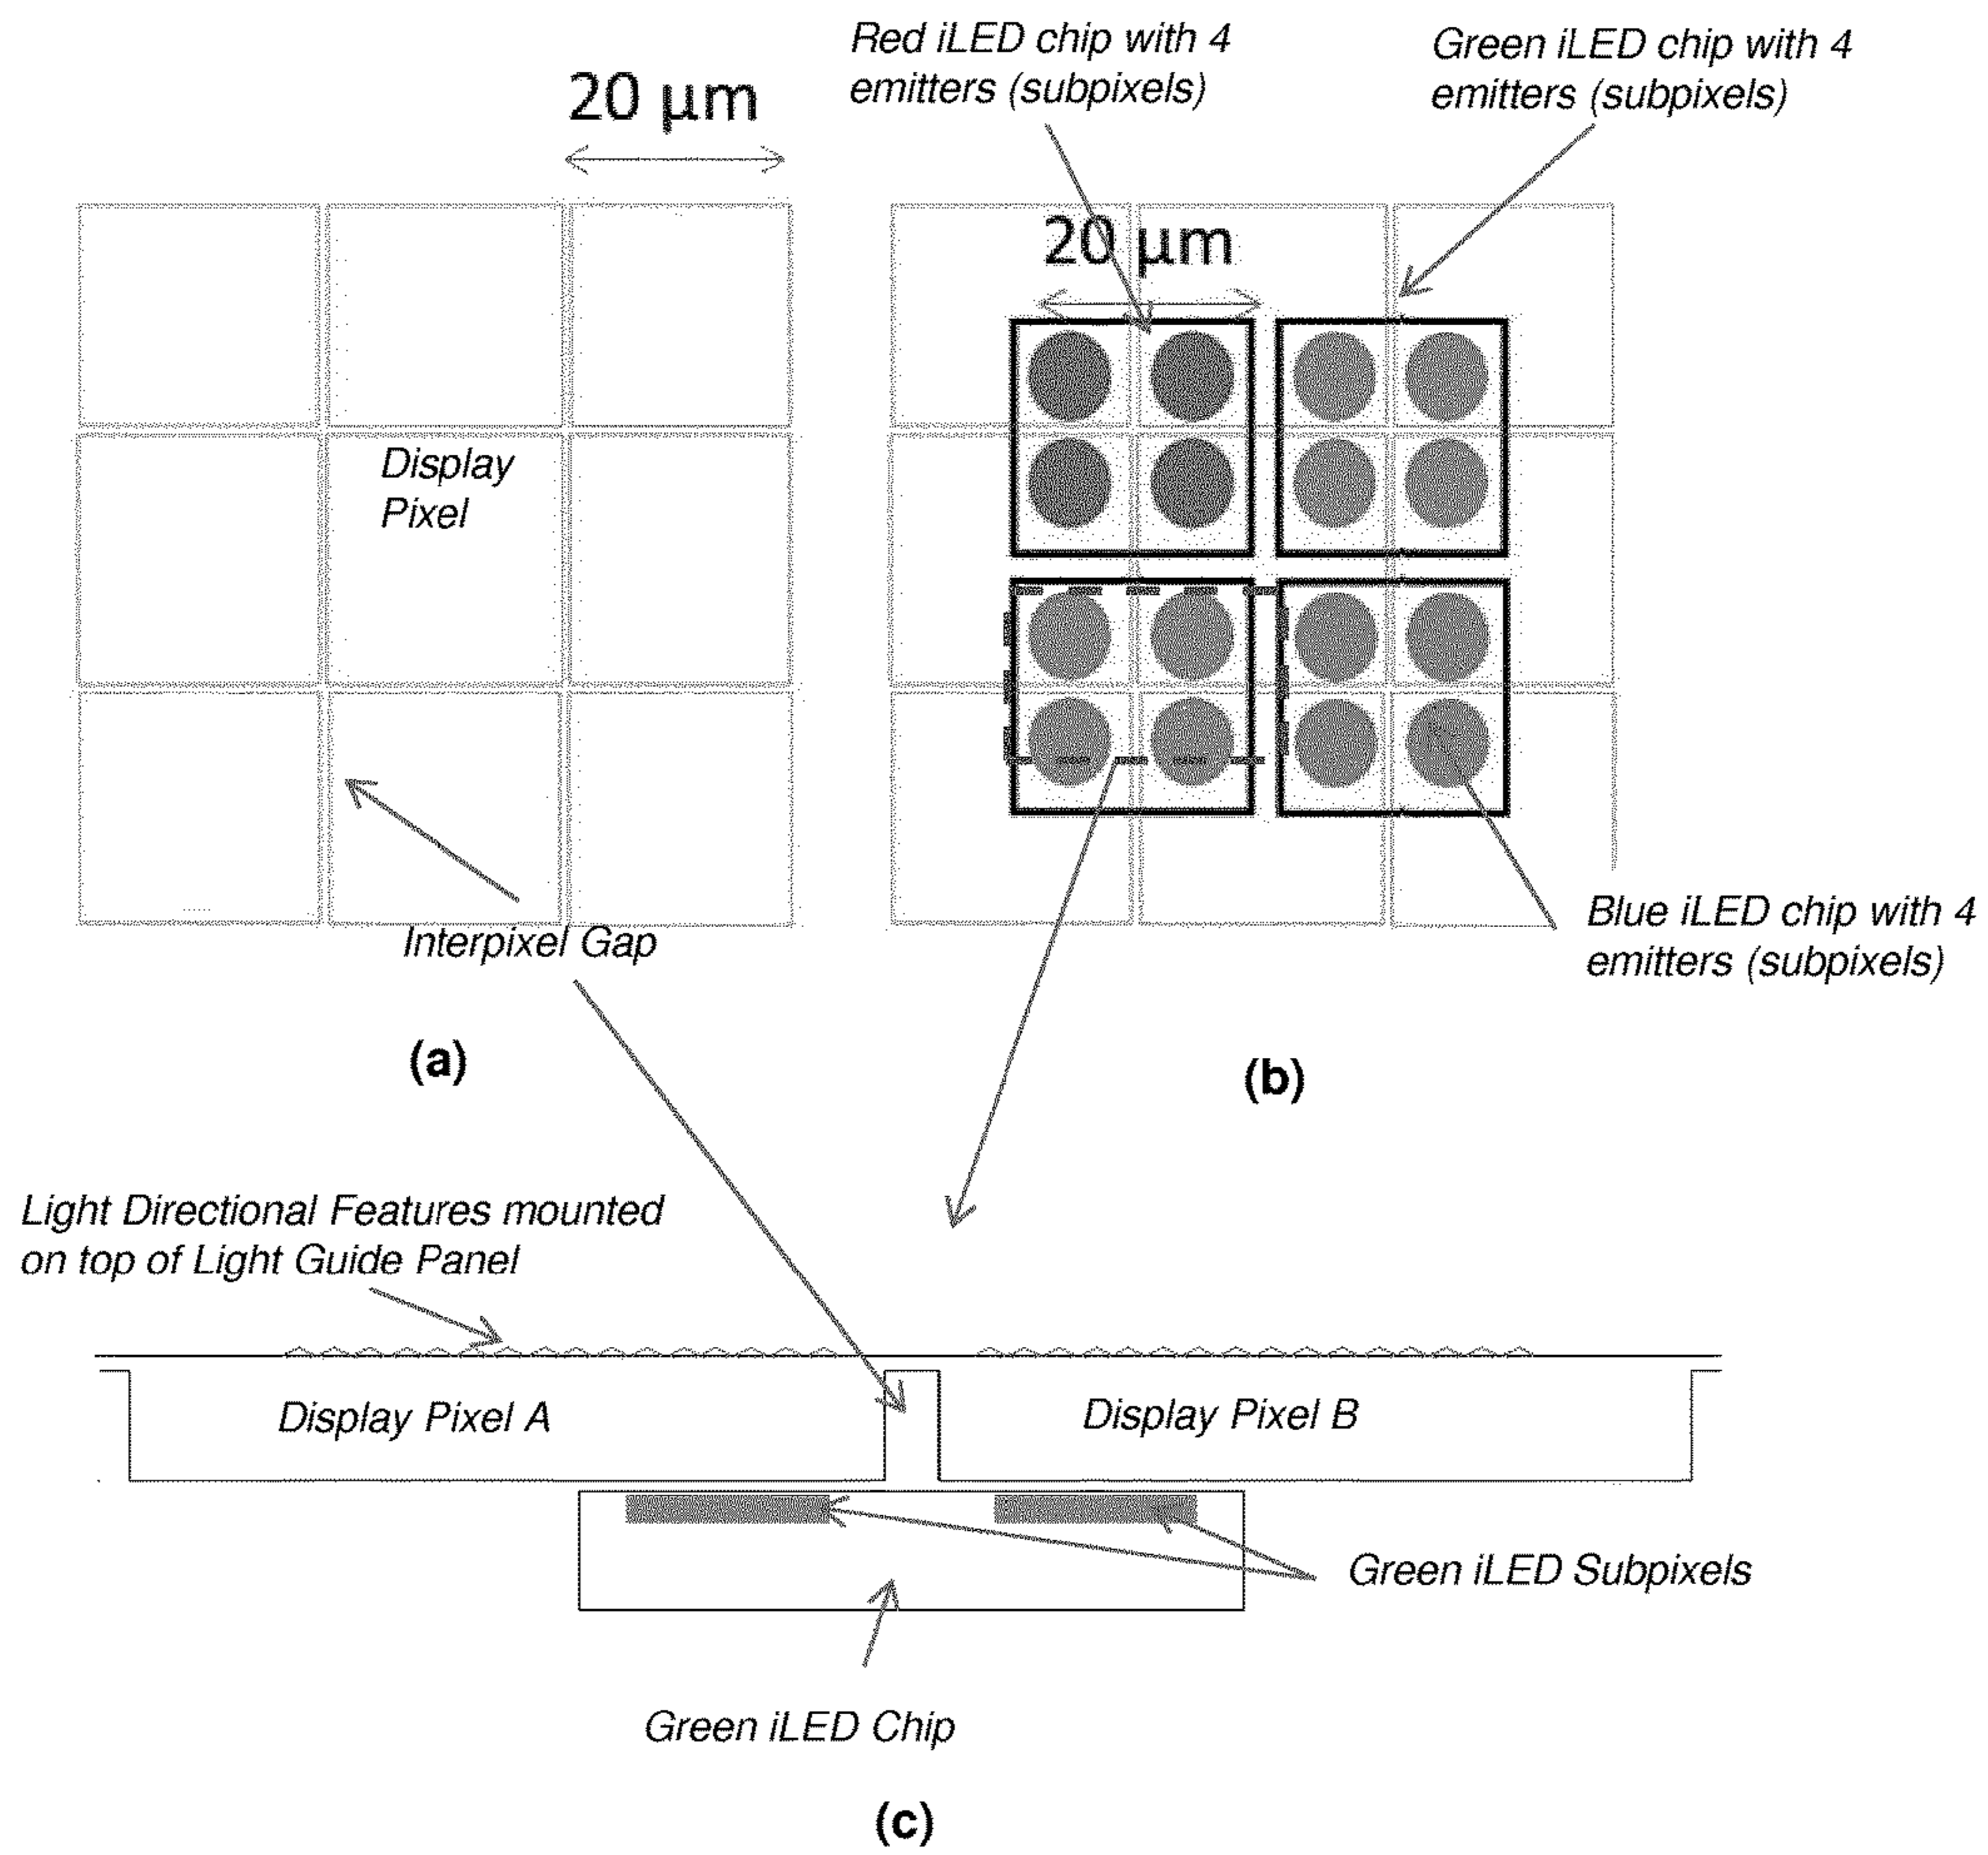 Red iLED chip with 4
emitters (subpixels)
Green iLED chip with 4
emitters (subpixels)
20 µm
20 µm
Display
Pixel
Interpixel Gap
Blue iLED chip with 4
emitters (subpixels)
(a)
(b)
Light Directional Features mounted
on top of Light Guide Panel
Display Pixel A
Display Pixel B
Green iLED Subpixels
Green iLED Chip
(c)